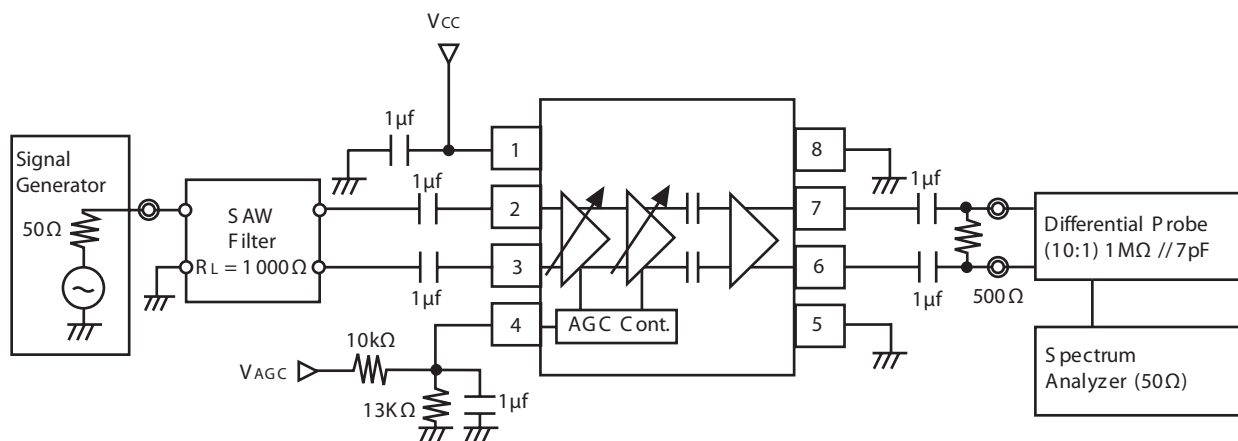 VCC
1μf
Signal
Generator
50Ω
SAW
Filter
RL = 1000Ω
1μf
1μf
1
2
3
4
AGC Cont.
8
7
6
5
VAGC
10kΩ
13KΩ
1μf
1μf
1μf
500Ω
Differential Probe
(10:1) 1MΩ //7pF
Spectrum
Analyzer (50Ω)